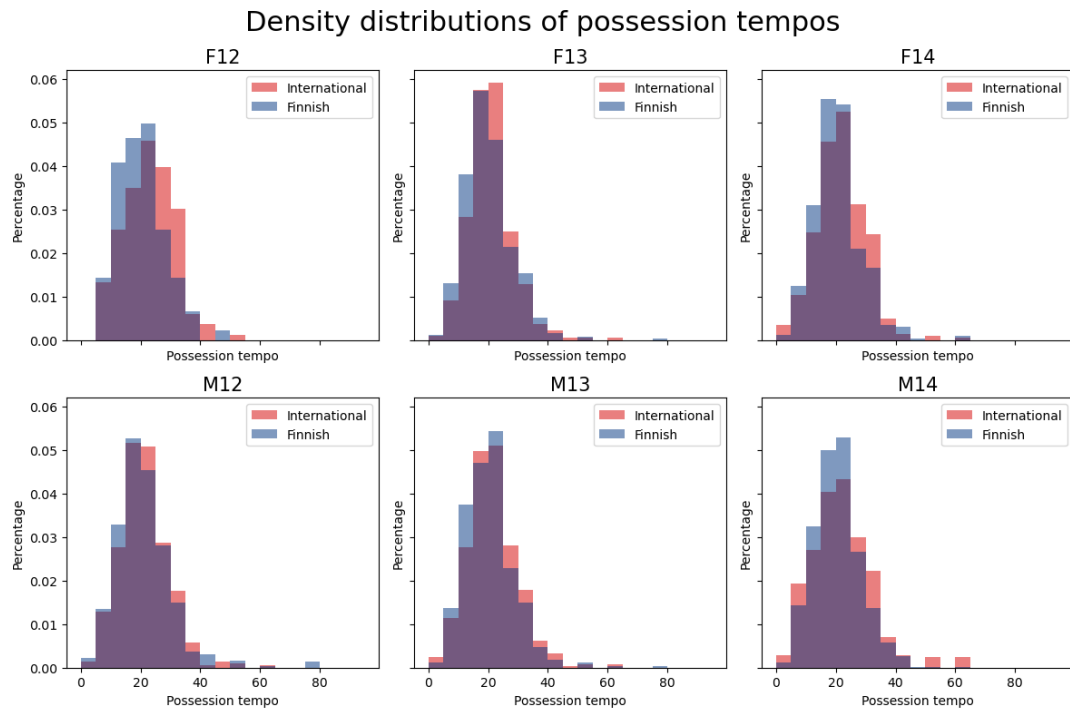 Density distributions of possession tempos
F12
F13
F14
0.06
0.05
0.04
0.03
0.02
0.01
0.00
Percentage
International
Finnish
Possession tempo
Percentage
International
Finnish
Possession tempo
Percentage
International
Finnish
Possession tempo
M12
M13
M14
0.06
0.05
0.04
0.03
0.02
0.01
0.00
Percentage
International
Finnish
0 20 40 60 80
Possession tempo
Percentage
International
Finnish
0 20 40 60 80
Possession tempo
Percentage
International
Finnish
0 20 40 60 80
Possession tempo